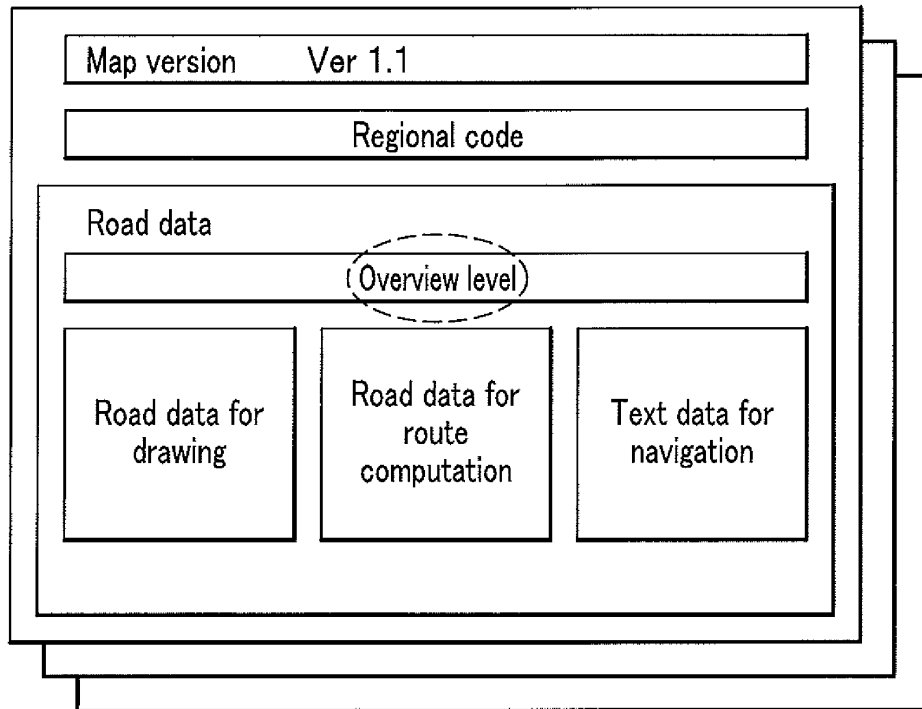 Map version Ver 1.1
Regional code
Road data
Overview level
Road data for
drawing
Road data for
route
computation
Text data for
navigation